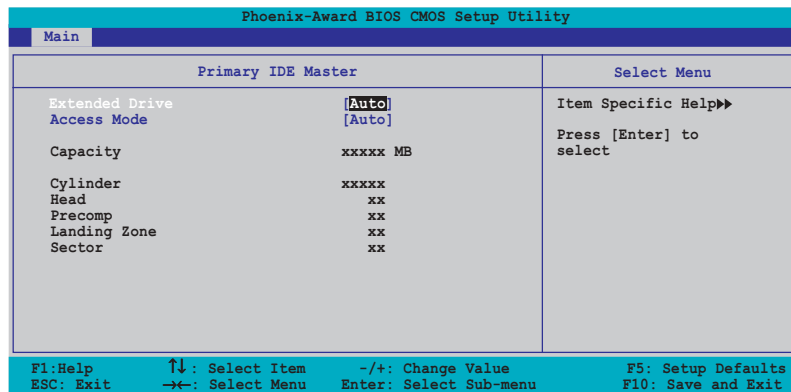 Phoenix-Award BIOS CMOS Setup Utility
Main
Primary IDE Master
Select Menu
Extended Drive [Auto]
Access Mode [Auto]
Capacity xxxxx MB
Cylinder xxxxx
Head xx
Precomp xx
Landing Zone xx
Sector xx
Item Specific Help▶▶
Press [Enter] to
select
F1:Help ↑↓: Select Item -/+: Change Value F5: Setup Defaults
ESC: Exit →←: Select Menu Enter: Select Sub-menu F10: Save and Exit